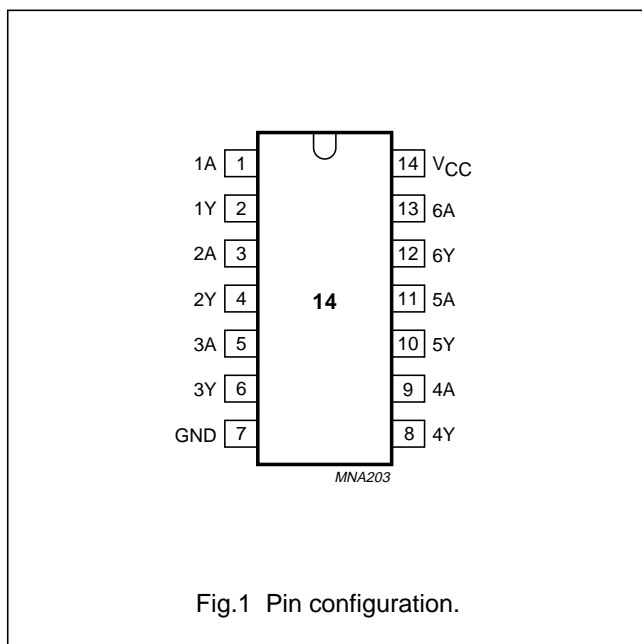 1A 1 14 VCC
1Y 2 13 6A
2A 3 12 6Y
2Y 4 14 11 5A
3A 5 10 5Y
3Y 6 9 4A
GND 7 8 4Y
MNA203
Fig.1 Pin configuration.